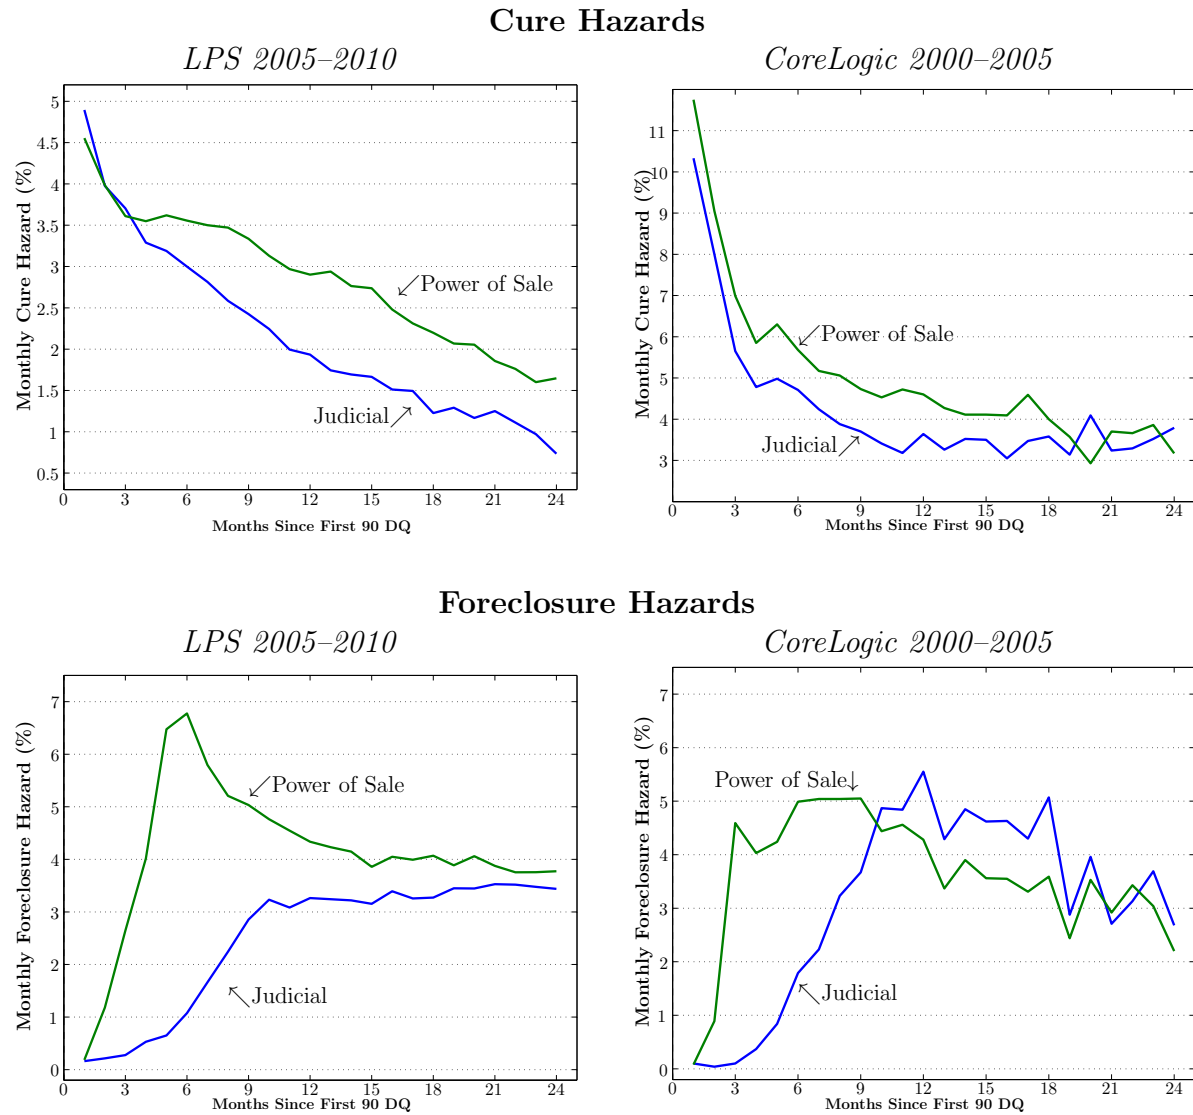 Cure Hazards
LPS 2005–2010
CoreLogic 2000–2005
Monthly Cure Hazard (%)
5
4.5
4
3.5
3
2.5
2
1.5
1
0.5
↙Power of Sale
Judicial↗
0 3 6 9 12 15 18 21 24
Months Since First 90 DQ
Monthly Cure Hazard (%)
11
10
9
8
7
6
5
4
3
↙Power of Sale
Judicial↗
0 3 6 9 12 15 18 21 24
Months Since First 90 DQ
Foreclosure Hazards
LPS 2005–2010
CoreLogic 2000–2005
Monthly Foreclosure Hazard (%)
7
6
5
4
3
2
1
0
↙Power of Sale
↖Judicial
0 3 6 9 12 15 18 21 24
Months Since First 90 DQ
Monthly Foreclosure Hazard (%)
7
6
5
4
3
2
1
0
Power of Sale↓
↖Judicial
0 3 6 9 12 15 18 21 24
Months Since First 90 DQ